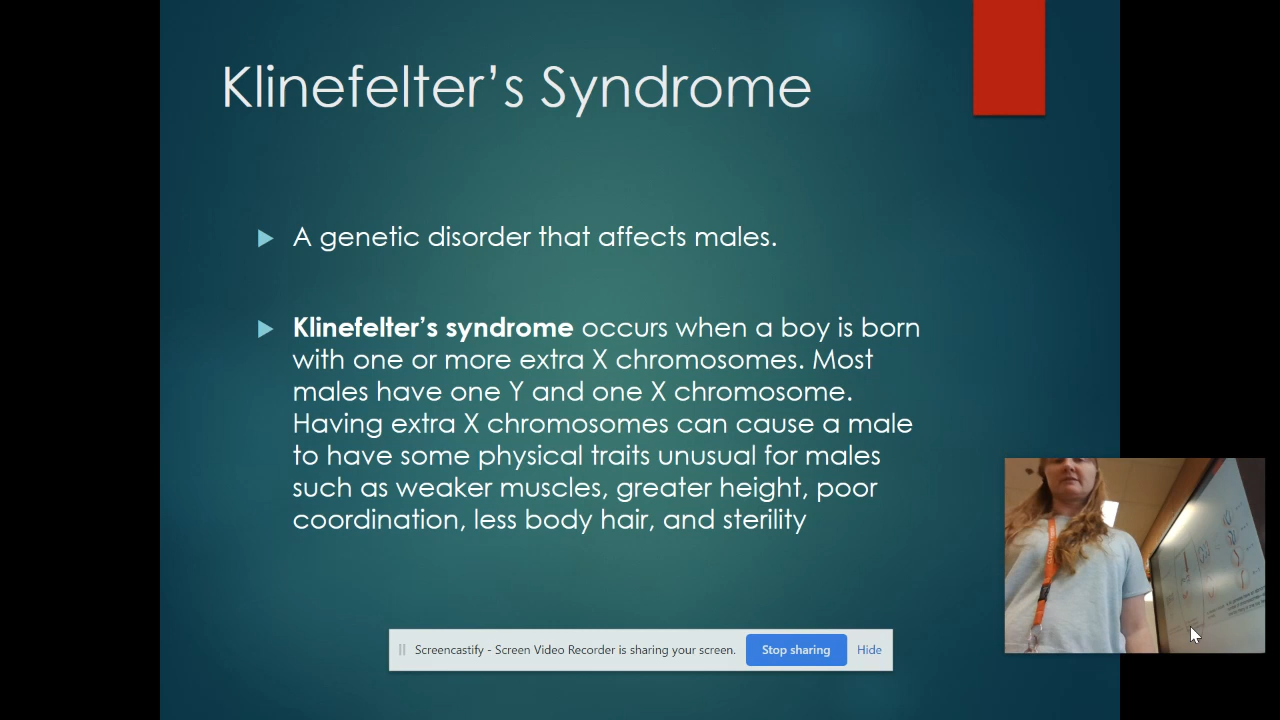 Klinefelter’s Syndrome
A genetic disorder that affects males.
Klinefelter’s syndrome occurs when a boy is born
with one or more extra X chromosomes. Most
males have one Y and one X chromosome.
Having extra X chromosomes can cause a male
to have some physical traits unusual for males
such as weaker muscles, greater height, poor
coordination, less body hair, and sterility
Screencastify - Screen Video Recorder is sharing your screen.
Stop sharing
Hide